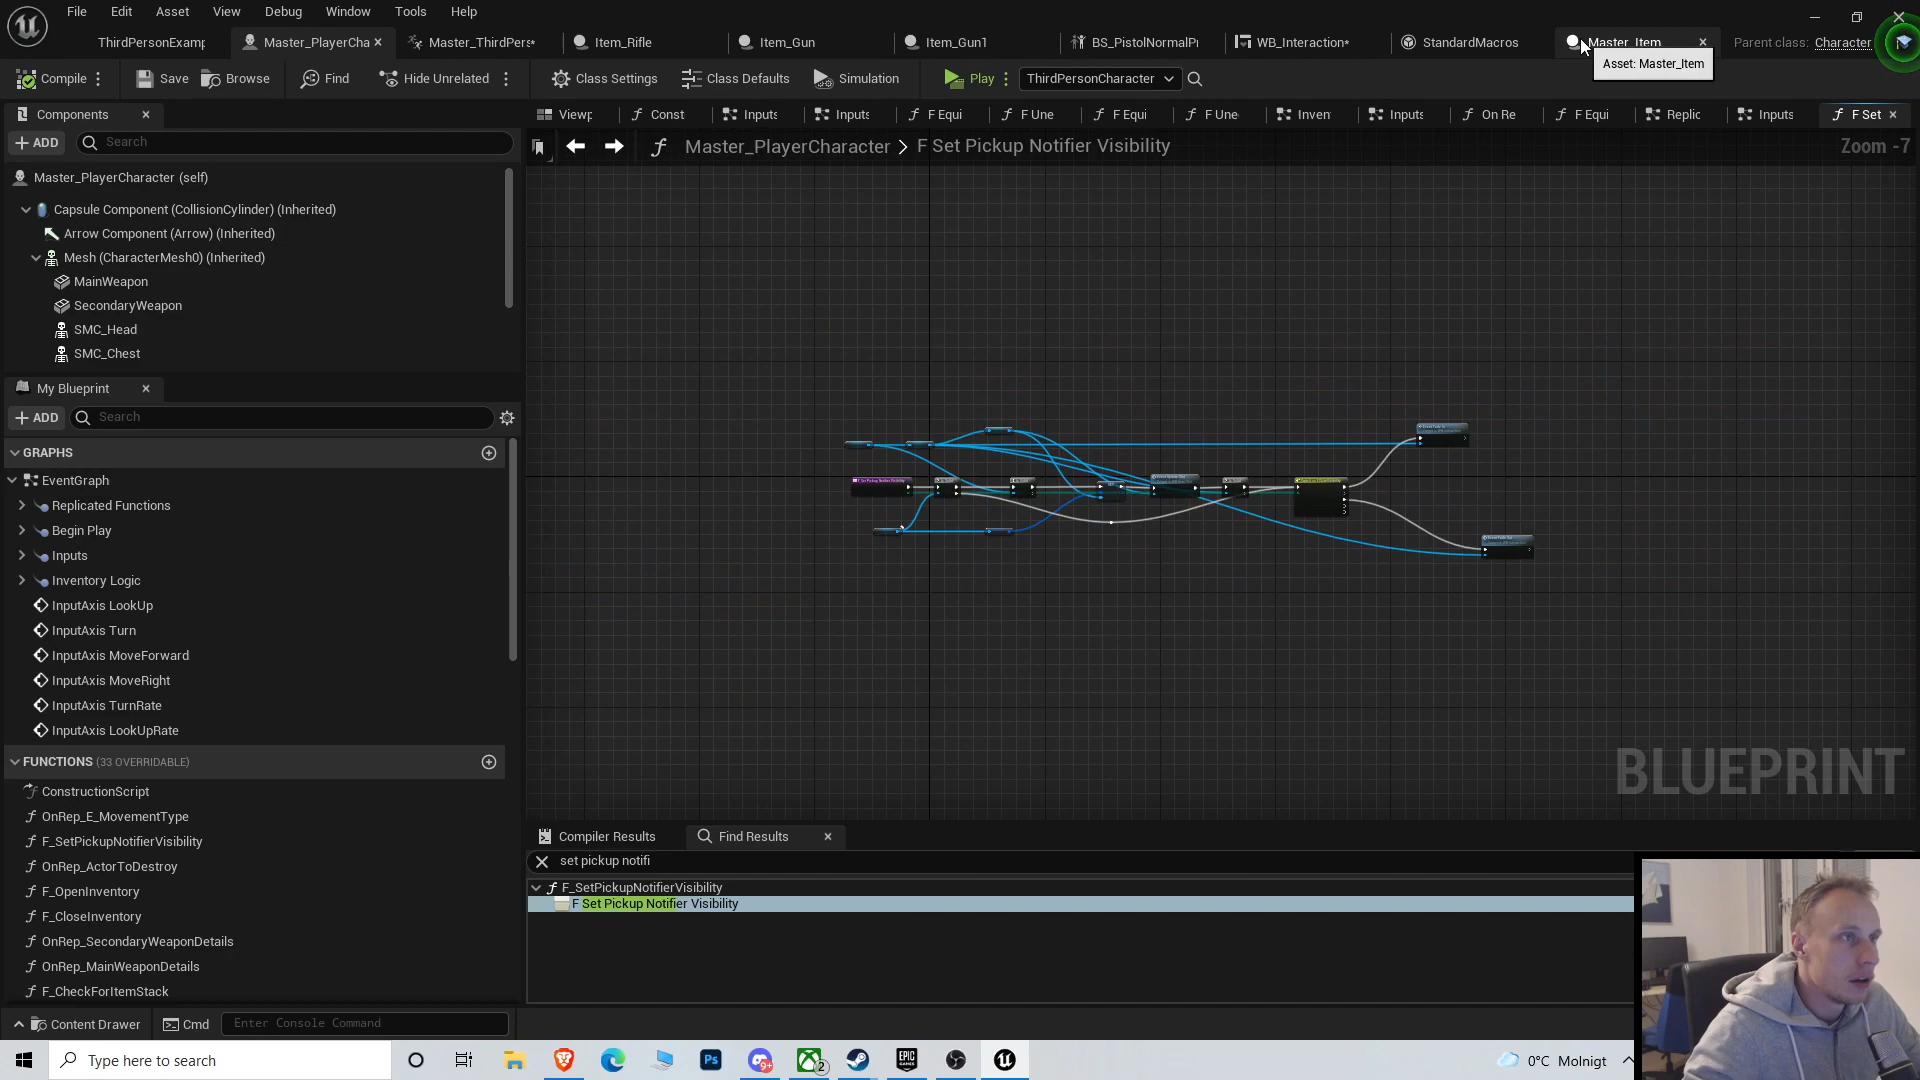 File Edit Asset View Debug Window Tools Help
ThirdPersonExamp Master_PlayerCha Master_ThirdPers* Item_Rifle Item_Gun Item_Gun1 BS_PistolNormalPr WB_Interaction* StandardMacros Master_Item Parent class: Character
Asset: Master_Item
Compile Save Browse Find Hide Unrelated Class Settings Class Defaults Simulation Play ThirdPersonCharacter
Components Viewp Const Inputs Inputs F Equi F Une F Equi F Une Inven Inputs On Re F Equi Replic Inputs F Set
ADD Search
Master_PlayerCharacter > F Set Pickup Notifier Visibility Zoom -7
Master_PlayerCharacter (self)
Capsule Component (CollisionCylinder) (Inherited)
Arrow Component (Arrow) (Inherited)
Mesh (CharacterMesh0) (Inherited)
MainWeapon
SecondaryWeapon
SMC_Head
SMC_Chest
My Blueprint
ADD Search
GRAPHS
EventGraph
Replicated Functions
Begin Play
Inputs
Inventory Logic
InputAxis LookUp
InputAxis Turn
InputAxis MoveForward
InputAxis MoveRight
InputAxis TurnRate
InputAxis LookUpRate
FUNCTIONS (33 OVERRIDABLE)
ConstructionScript
OnRep_E_MovementType
F_SetPickupNotifierVisibility
OnRep_ActorToDestroy
F_OpenInventory
F_CloseInventory
OnRep_SecondaryWeaponDetails
OnRep_MainWeaponDetails
F_CheckForItemStack
BLUEPRINT
Compiler Results Find Results
set pickup notifi
F_SetPickupNotifierVisibility
F Set Pickup Notifier Visibility
Content Drawer Cmd Enter Console Command
Type here to search Ps 9+ 2 EPIC GAMES 0°C Molnigt